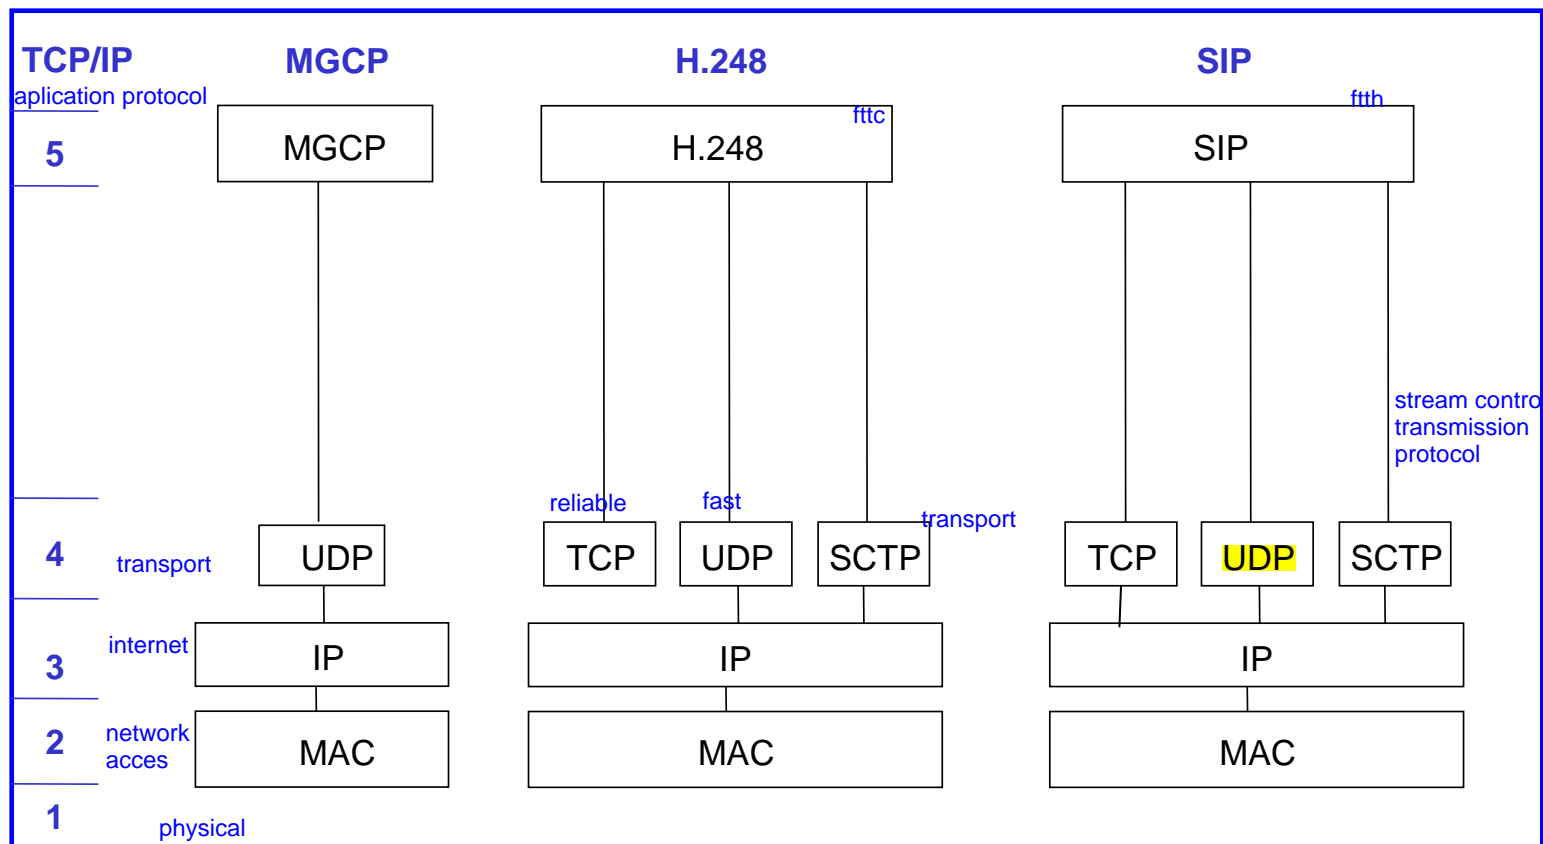 TCP/IP
MGCP
H.248
SIP
aplication protocol
fttc
ftth
5
MGCP
H.248
SIP
stream contro
transmission
protocol
reliable
fast
transport
4
transport
UDP
TCP
UDP
SCTP
TCP
UDP
SCTP
3
internet
IP
IP
IP
2
network
acces
MAC
MAC
MAC
1
physical